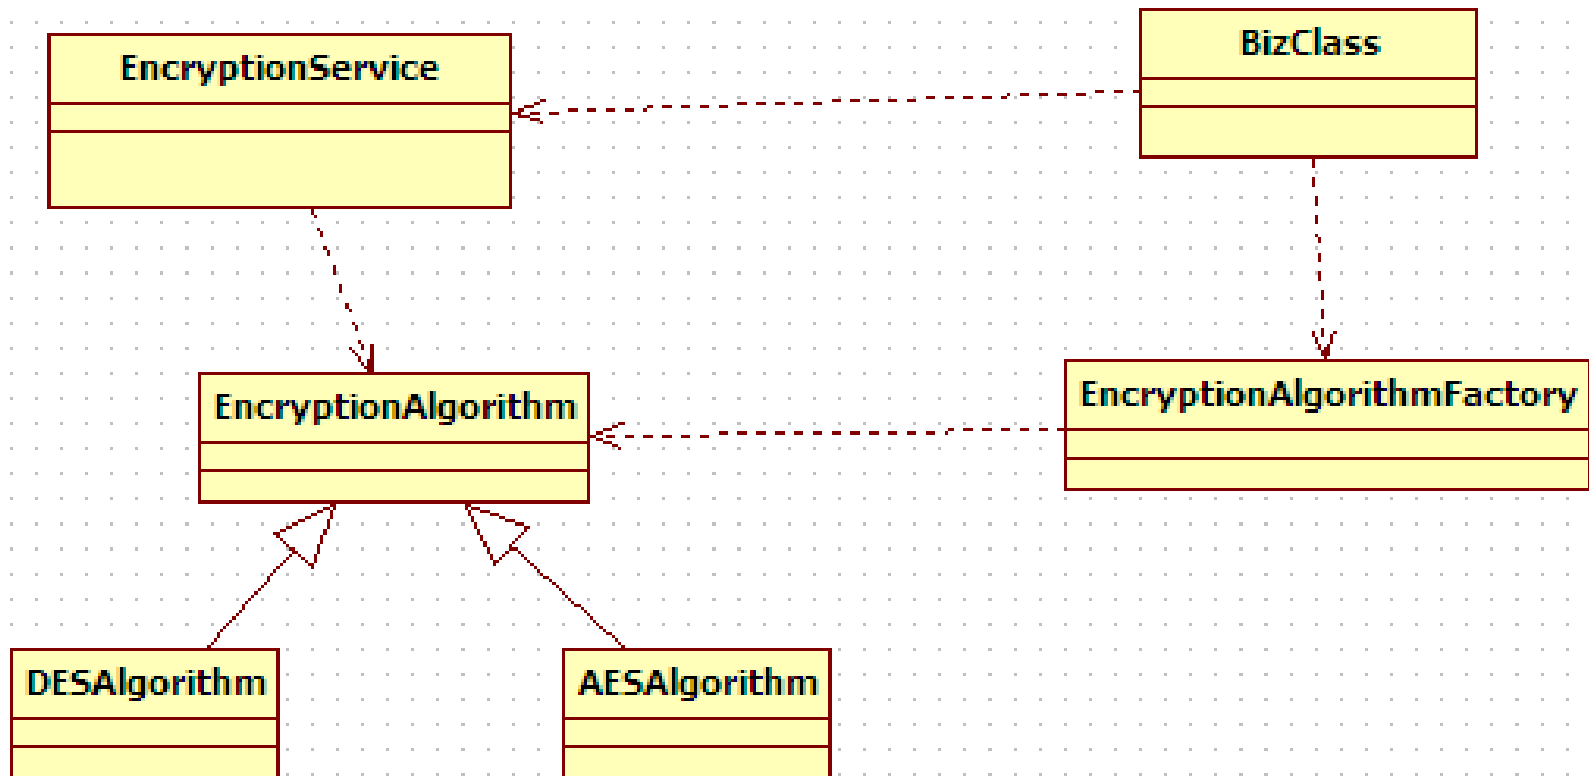 EncryptionService
BizClass
EncryptionAlgorithm
EncryptionAlgorithmFactory
DESAlgorithm
AESAlgorithm